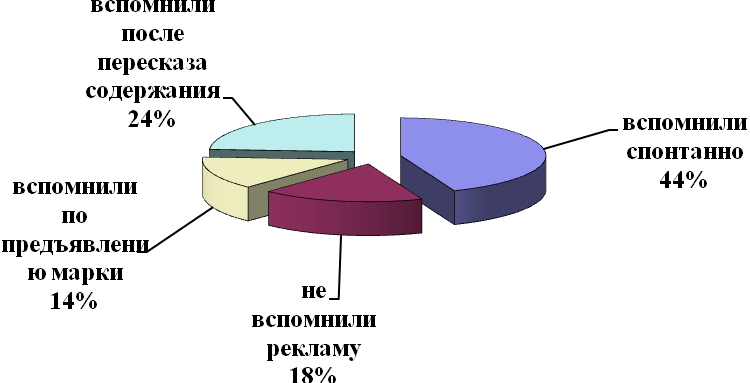 вспомнили
после
пересказа
содержания
24%
вспомнили
спонтанно
44%
вспомнили
по
предъявлени
ю марки
14%
не
вспомнили
рекламу
18%